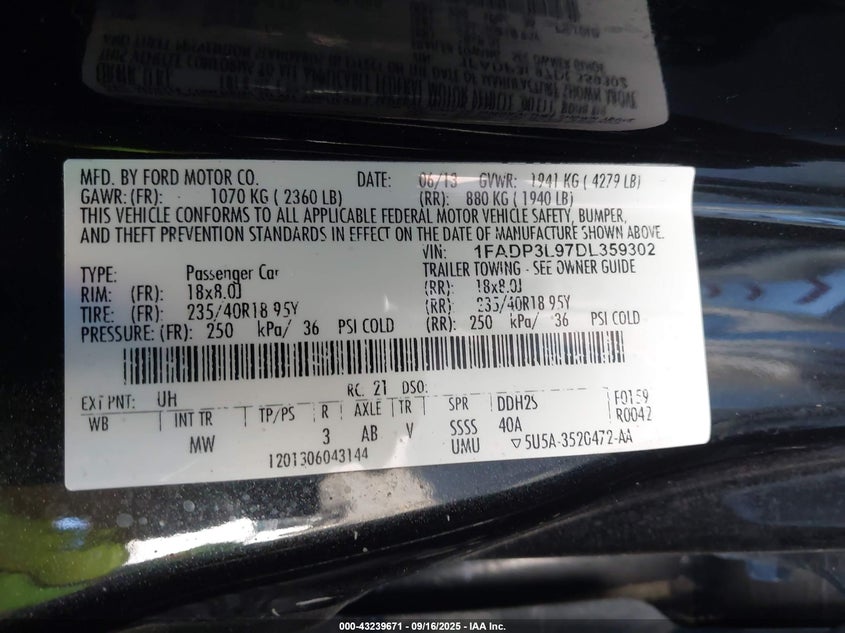 MFD. BY FORD MOTOR CO. DATE: 06/13 GVWR: 1941 KG ( 4279 LB)
GAWR: (FR): 1070 KG ( 2360 LB) (RR): 880 KG ( 1940 LB)
THIS VEHICLE CONFORMS TO ALL APPLICABLE FEDERAL MOTOR VEHICLE SAFETY, BUMPER,
AND THEFT PREVENTION STANDARDS IN EFFECT ON THE DATE OF MANUFACTURE SHOWN ABOVE.
VIN: 1FADP3L97DL359302
TYPE: Passenger Car TRAILER TOWING - SEE OWNER GUIDE
RIM: (FR): 18x8.0J (RR): 18x8.0J
TIRE: (FR): 235/40R18 95Y (RR): 235/40R18 95Y
PRESSURE: (FR): 250 kPa/ 36 PSI COLD (RR): 250 kPa/ 36 PSI COLD
EXT PNT: UH RC: 21 DSO:
WB INT TR TP/PS R AXLE TR SPR DDH2S F0159
MW 3 AB V SSSS 40A R0042
1201306043144 UMU ▽5U5A-3520472-AA
000-43239671 - 09/16/2025 - IAA Inc.